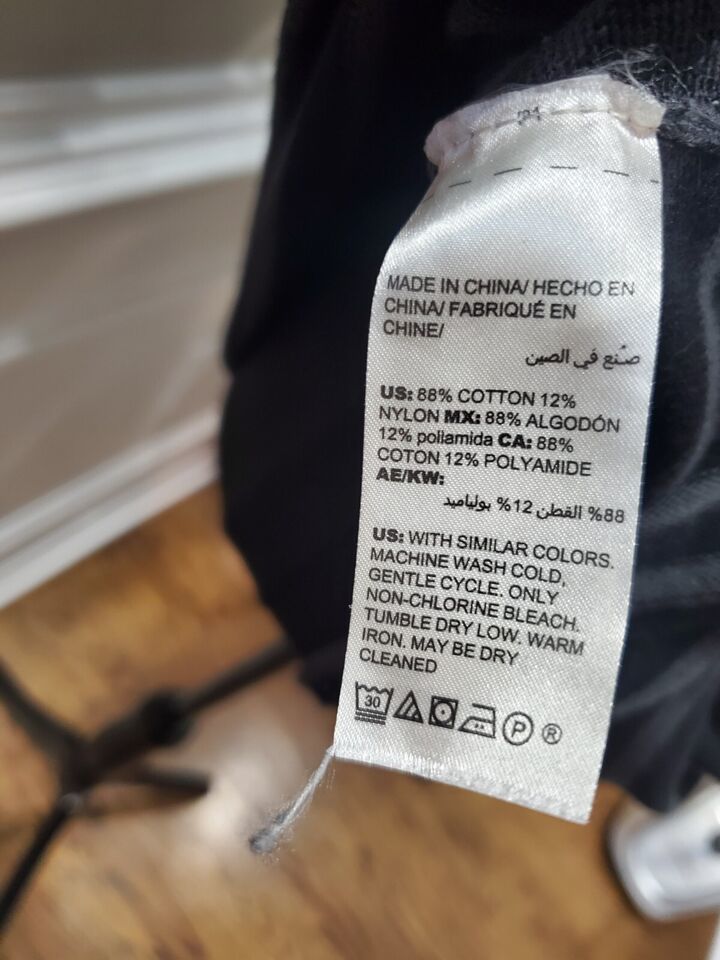 MADE IN CHINA/ HECHO EN
CHINA/ FABRIQUÉ EN
CHINE/
صُنع في الصين
US: 88% COTTON 12%
NYLON MX: 88% ALGODÓN
12% poliamida CA: 88%
COTON 12% POLYAMIDE
AE/KW:
88% القطن 12% بولياميد
US: WITH SIMILAR COLORS.
MACHINE WASH COLD,
GENTLE CYCLE. ONLY
NON-CHLORINE BLEACH.
TUMBLE DRY LOW. WARM
IRON. MAY BE DRY
CLEANED
30 P ®